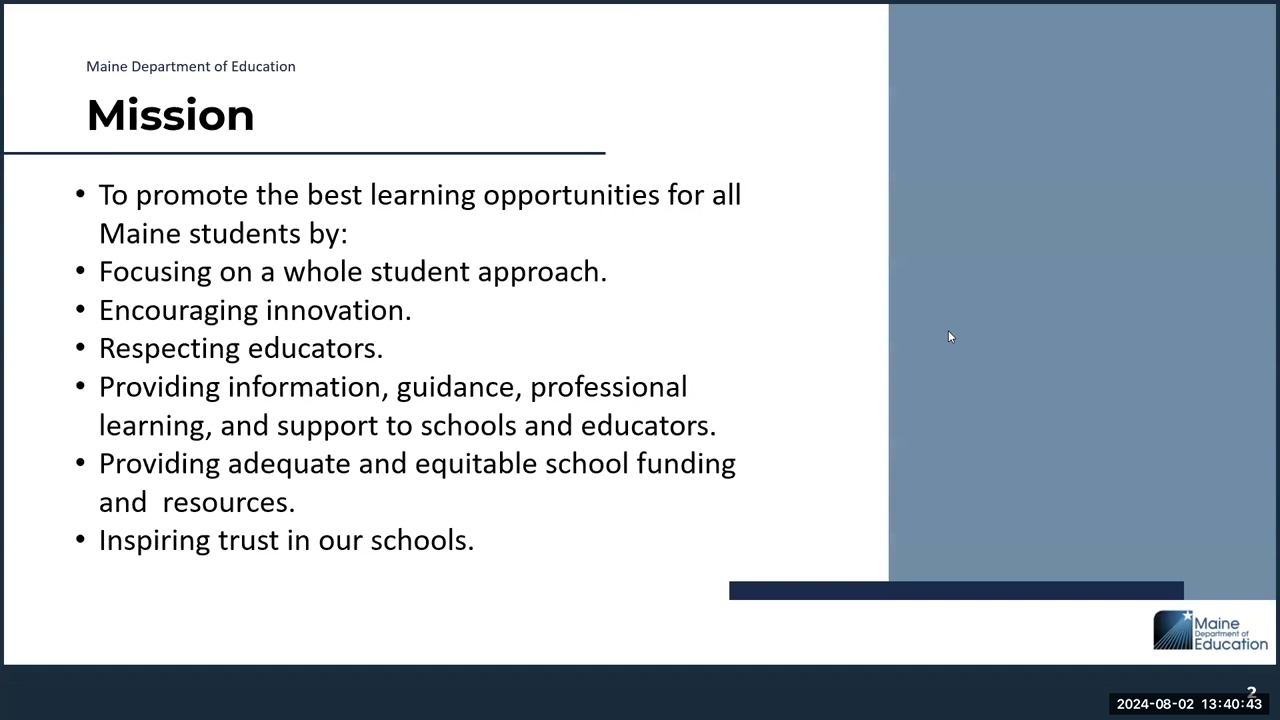 Maine Department of Education
Mission
• To promote the best learning opportunities for all
Maine students by:
• Focusing on a whole student approach.
• Encouraging innovation.
• Respecting educators.
• Providing information, guidance, professional
learning, and support to schools and educators.
• Providing adequate and equitable school funding
and  resources.
• Inspiring trust in our schools.
Maine
Department of
Education
2
2024-08-02 13:40:43